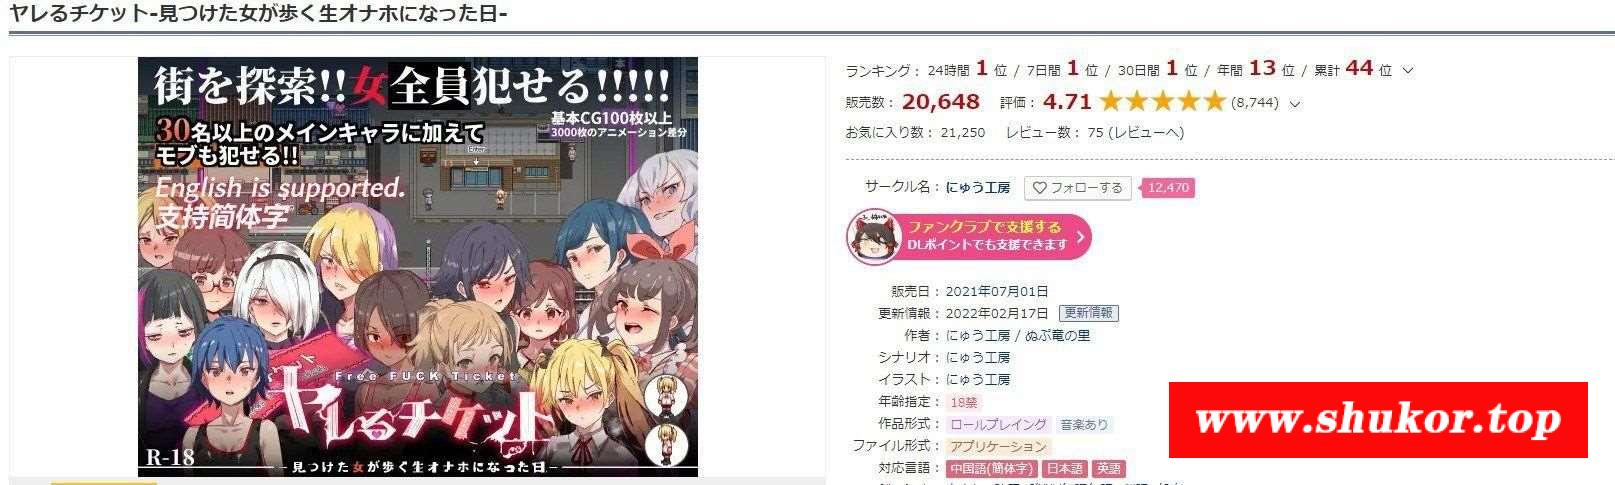 ヤレるチケット-見つけた女が歩く生オナホになった日-
街を探索!!女全員犯せる!!!!!
基本CG100枚以上
3000枚のアニメーション差分
30名以上のメインキャラに加えて
モブも犯せる!!
English is supported.
支持简体字
Free FUCK Ticket
ヤレるチケット
R-18
-見つけた女が歩く生オナホになった日-
ランキング： 24時間 1 位 / 7日間 1 位 / 30日間 1 位 / 年間 13 位 / 累計 44 位
販売数： 20,648 評価： 4.71 ★★★★★ (8,744)
お気に入り数： 21,250 レビュー数： 75 (レビューへ)
サークル名： にゅう工房 フォローする 12,470
ファンクラブで支援する
DLポイントでも支援できます
販売日： 2021年07月01日
更新情報： 2022年02月17日 更新情報
作者： にゅう工房 / ぬぷ竜の里
シナリオ： にゅう工房
イラスト： にゅう工房
年齢指定： 18禁
作品形式： ロールプレイング 音楽あり
ファイル形式： アプリケーション
対応言語： 中国語(簡体字) 日本語 英語
www.shukor.top